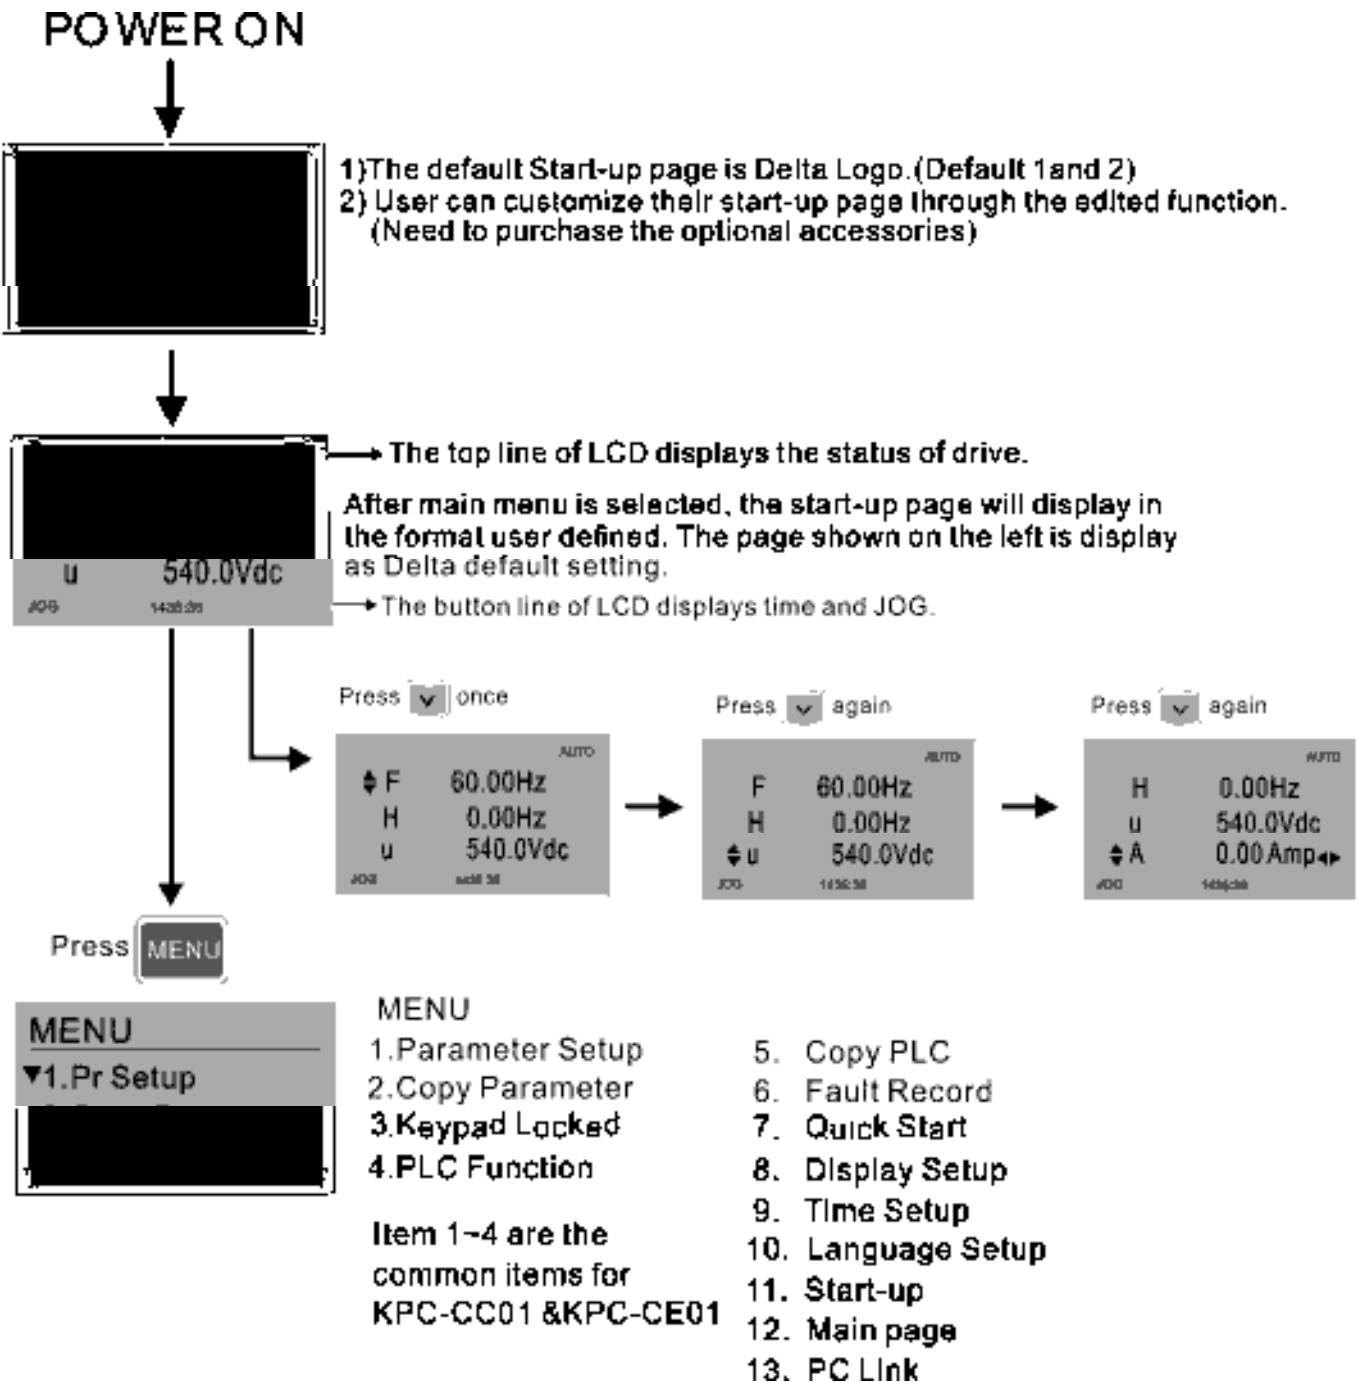 POWER ON
1)The default Start-up page is Delta Logo.(Default 1and 2)
2) User can customize their start-up page through the edited function.
(Need to purchase the optional accessories)
The top line of LCD displays the status of drive.
After main menu is selected, the start-up page will display in
the format user defined. The page shown on the left is display
as Delta default setting.
u 540.0Vdc
JOG
The button line of LCD displays time and JOG.
Press once
AUTO
F 60.00Hz
H 0.00Hz
u 540.0Vdc
JOG
Press again
AUTO
F 60.00Hz
H 0.00Hz
u 540.0Vdc
JOG
Press again
AUTO
H 0.00Hz
u 540.0Vdc
A 0.00Amp
JOG
Press MENU
MENU
1.Pr Setup
MENU
1.Parameter Setup
2.Copy Parameter
3.Keypad Locked
4.PLC Function
Item 1~4 are the
common items for
KPC-CC01 &KPC-CE01
5. Copy PLC
6. Fault Record
7. Quick Start
8. Display Setup
9. Time Setup
10. Language Setup
11. Start-up
12. Main page
13. PC Link